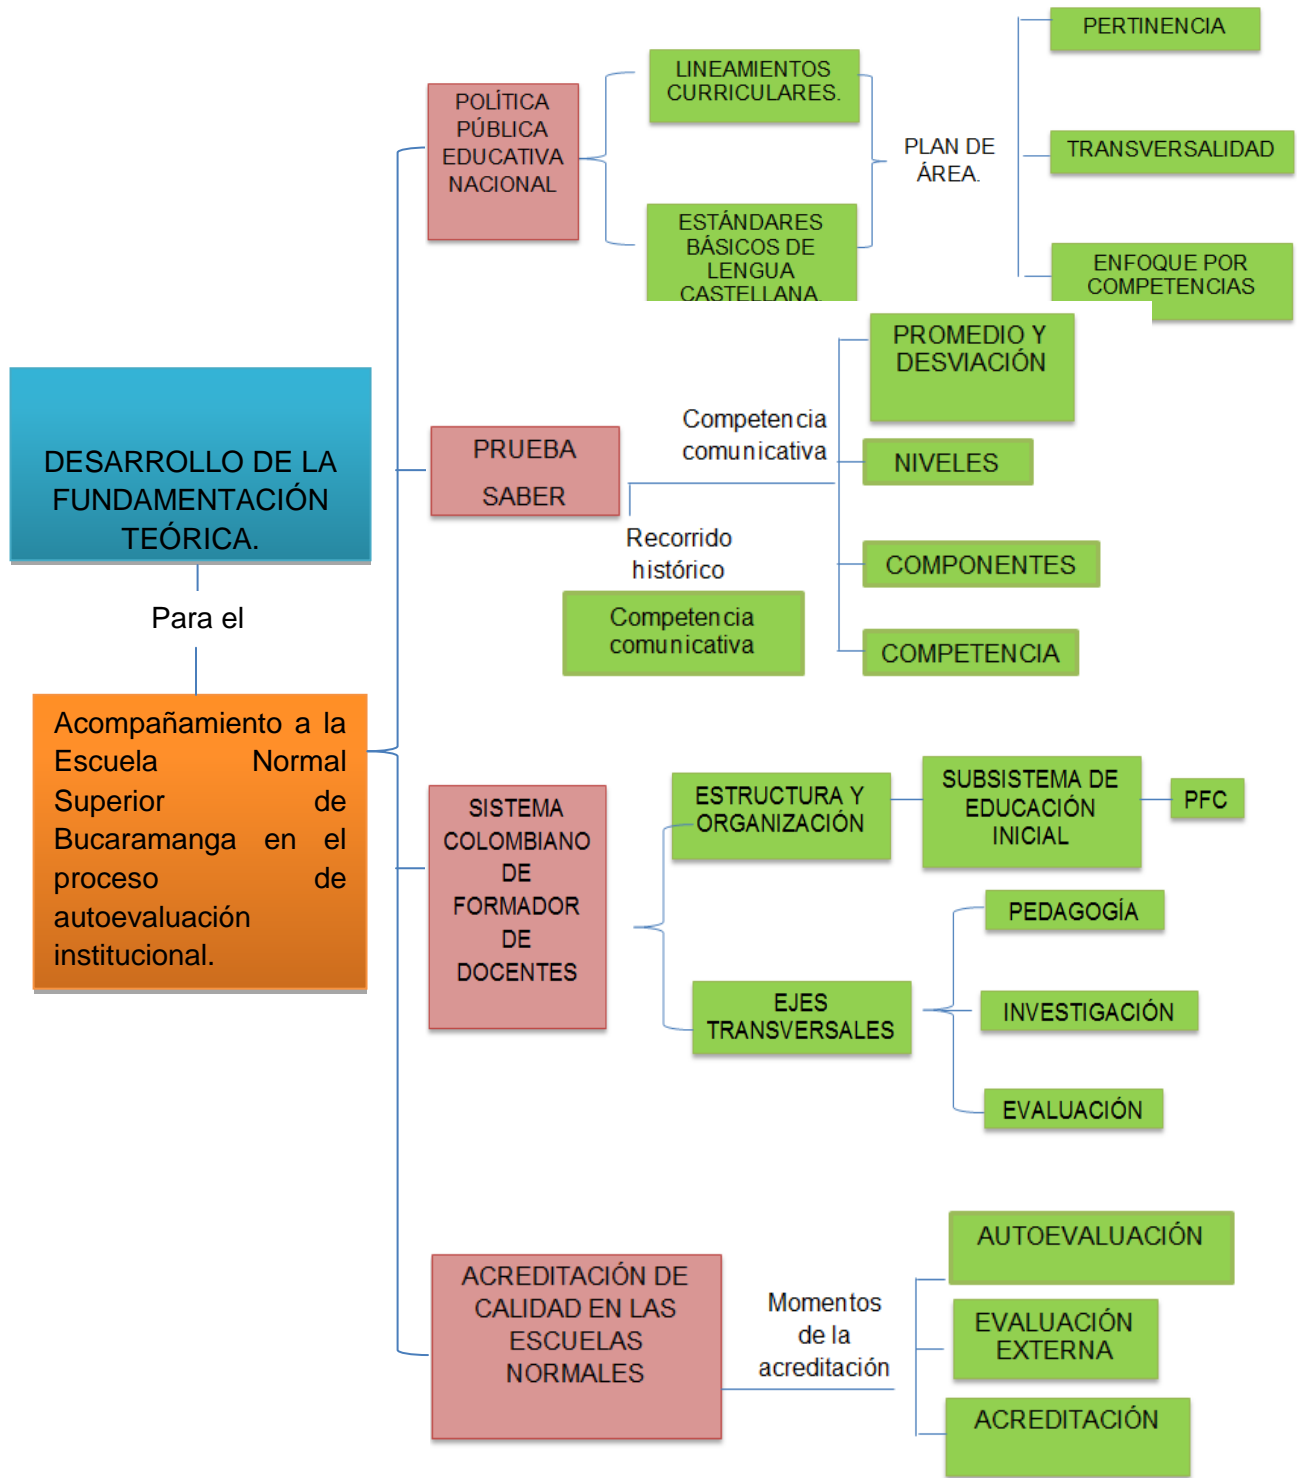 DESARROLLO DE LA
FUNDAMENTACIÓN
TEÓRICA.
Para el
Acompañamiento a la
Escuela Normal
Superior de
Bucaramanga en el
proceso de
autoevaluación
institucional.
POLÍTICA
PÚBLICA
EDUCATIVA
NACIONAL
LINEAMIENTOS
CURRICULARES.
ESTÁNDARES
BÁSICOS DE
LENGUA
CASTELLANA.
PLAN DE
ÁREA.
PERTINENCIA
TRANSVERSALIDAD
ENFOQUE POR
COMPETENCIAS
PRUEBA
SABER
Competencia
comunicativa
Recorrido
histórico
Competencia
comunicativa
PROMEDIO Y
DESVIACIÓN
NIVELES
COMPONENTES
COMPETENCIA
SISTEMA
COLOMBIANO
DE
FORMADOR
DE
DOCENTES
ESTRUCTURA Y
ORGANIZACIÓN
SUBSISTEMA DE
EDUCACIÓN
INICIAL
PFC
EJES
TRANSVERSALES
PEDAGOGÍA
INVESTIGACIÓN
EVALUACIÓN
ACREDITACIÓN DE
CALIDAD EN LAS
ESCUELAS
NORMALES
Momentos
de la
acreditación
AUTOEVALUACIÓN
EVALUACIÓN
EXTERNA
ACREDITACIÓN